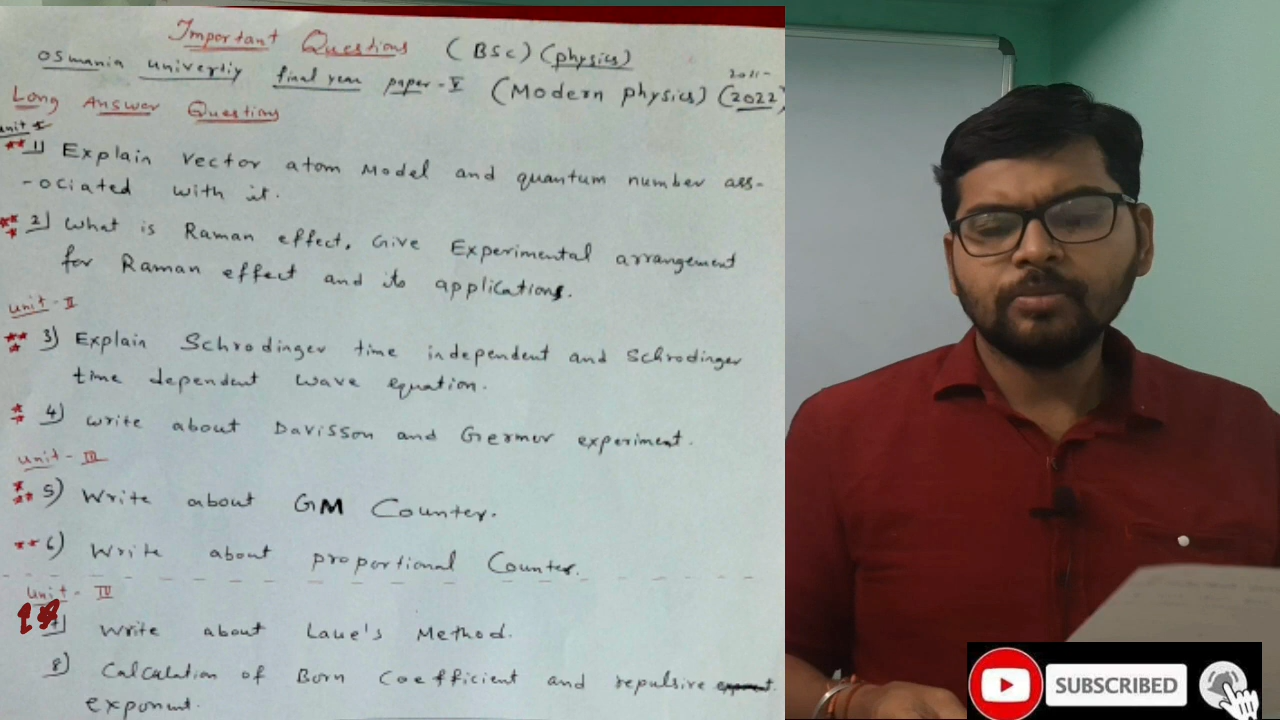 Important Questions (BSc) (physics)
osmania univerity final year paper-V (Modern physics) (2022)
2021-
Long Answer Questions
unit-I
** 1) Explain vector atom Model and quantum number ass-
-ociated with it.
*** 2) What is Raman effect, Give Experimental arrangement
for Raman effect and its applications.
unit-II
*** 3) Explain Schrodinger time independent and Schrodinger
time dependent wave equation.
** 4) write about Davisson and Germer experiment.
unit-III
*** 5) Write about GM Counter.
** 6) Write about proportional Counter.
unit-IV
7) Write about Laue's Method.
8) Calculation of Born Coefficient and repulsive
exponent.
SUBSCRIBED